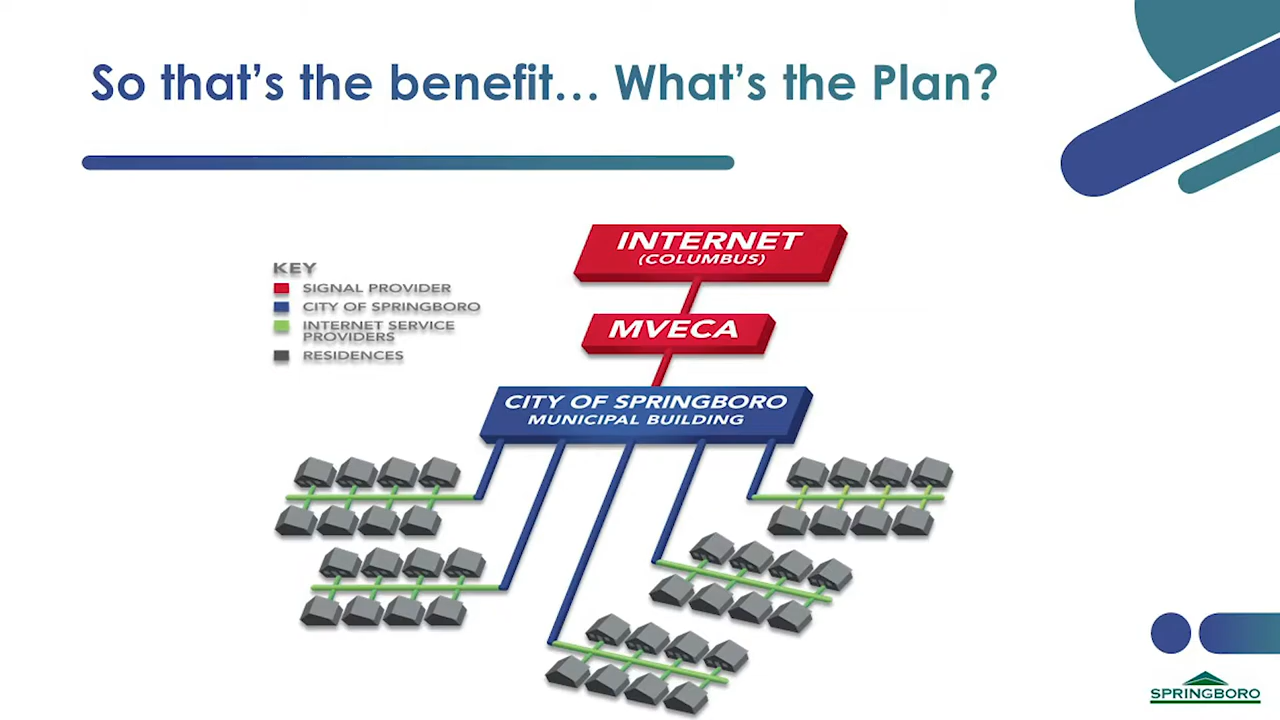 So that's the benefit... What's the Plan?
INTERNET
(COLUMBUS)
KEY
SIGNAL PROVIDER
CITY OF SPRINGBORO
INTERNET SERVICE
PROVIDERS
RESIDENCES
MVECA
CITY OF SPRINGBORO
MUNICIPAL BUILDING
SPRINGBORO